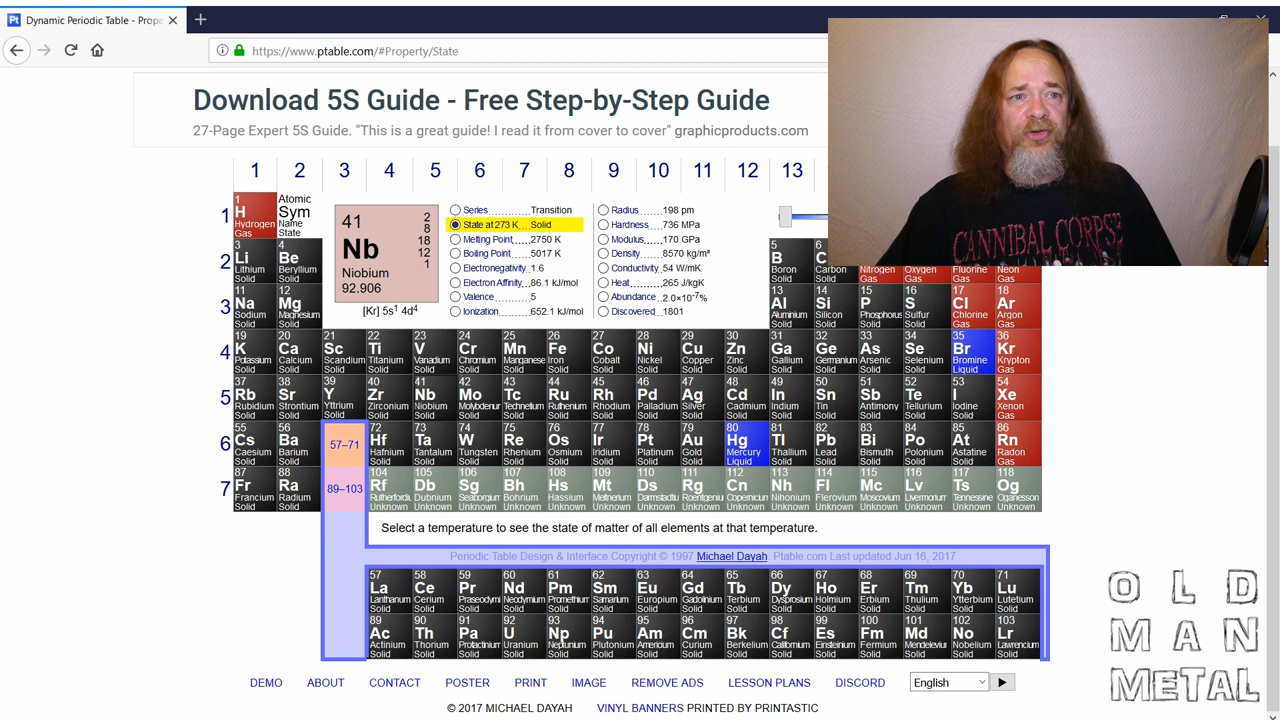 Dynamic Periodic Table - Prope
https://www.ptable.com/#Property/State
Download 5S Guide - Free Step-by-Step Guide
27-Page Expert 5S Guide. "This is a great guide! I read it from cover to cover" graphicproducts.com
1 2 3 4 5 6 7 8 9 10 11 12 13
1
1 H Hydrogen Gas
Atomic Sym Name State
41 Nb Niobium 92.906
2 8 18 12 1
[Kr] 5s1 4d4
Series Transition
State at 273 K Solid
Melting Point 2750 K
Boiling Point 5017 K
Electronegativity 1.6
Electron Affinity 86.1 kJ/mol
Valence 5
Ionization 652.1 kJ/mol
Radius 198 pm
Hardness 736 MPa
Modulus 170 GPa
Density 8570 kg/m³
Conductivity 54 W/mK
Heat 265 J/kgK
Abundance 2.0×10-7%
Discovered 1801
CANNIBAL CORPSE
2
3 Li Lithium Solid
4 Be Beryllium Solid
5 B Boron Solid
6 C Carbon Solid
Nitrogen Gas
Oxygen Gas
Fluorine Gas
Neon Gas
3
11 Na Sodium Solid
12 Mg Magnesium Solid
13 Al Aluminium Solid
14 Si Silicon Solid
15 P Phosphorus Solid
16 S Sulfur Solid
17 Cl Chlorine Gas
18 Ar Argon Gas
4
19 K Potassium Solid
20 Ca Calcium Solid
21 Sc Scandium Solid
22 Ti Titanium Solid
23 V Vanadium Solid
24 Cr Chromium Solid
25 Mn Manganese Solid
26 Fe Iron Solid
27 Co Cobalt Solid
28 Ni Nickel Solid
29 Cu Copper Solid
30 Zn Zinc Solid
31 Ga Gallium Solid
32 Ge Germanium Solid
33 As Arsenic Solid
34 Se Selenium Solid
35 Br Bromine Liquid
36 Kr Krypton Gas
5
37 Rb Rubidium Solid
38 Sr Strontium Solid
39 Y Yttrium Solid
40 Zr Zirconium Solid
41 Nb Niobium Solid
42 Mo Molybdenur Solid
43 Tc Technetium Solid
44 Ru Ruthenium Solid
45 Rh Rhodium Solid
46 Pd Palladium Solid
47 Ag Silver Solid
48 Cd Cadmium Solid
49 In Indium Solid
50 Sn Tin Solid
51 Sb Antimony Solid
52 Te Tellurium Solid
53 I Iodine Solid
54 Xe Xenon Gas
6
55 Cs Caesium Solid
56 Ba Barium Solid
57–71
72 Hf Hafnium Solid
73 Ta Tantalum Solid
74 W Tungsten Solid
75 Re Rhenium Solid
76 Os Osmium Solid
77 Ir Iridium Solid
78 Pt Platinum Solid
79 Au Gold Solid
80 Hg Mercury Liquid
81 Tl Thallium Solid
82 Pb Lead Solid
83 Bi Bismuth Solid
84 Po Polonium Solid
85 At Astatine Solid
86 Rn Radon Gas
7
87 Fr Francium Solid
88 Ra Radium Solid
89–103
104 Rf Rutherfordi Unknown
105 Db Dubnium Unknown
106 Sg Seaborgiun Unknown
107 Bh Bohrium Unknown
108 Hs Hassium Unknown
109 Mt Meitnerium Unknown
110 Ds Darmstadtiu Unknown
111 Rg Roentgeniu Unknown
112 Cn Coperniciur Unknown
113 Nh Nihonium Unknown
114 Fl Flerovium Unknown
115 Mc Moscovium Unknown
116 Lv Livermoriun Unknown
117 Ts Tennessine Unknown
118 Og Oganesson Unknown
Select a temperature to see the state of matter of all elements at that temperature.
Periodic Table Design & Interface Copyright © 1997 Michael Dayah Ptable.com Last updated Jun 16, 2017
57 La Lanthanum Solid
58 Ce Cerium Solid
59 Pr Praseodymi Solid
60 Nd Neodymium Solid
61 Pm Promethium Solid
62 Sm Samarium Solid
63 Eu Europium Solid
64 Gd Gadolinium Solid
65 Tb Terbium Solid
66 Dy Dysprosium Solid
67 Ho Holmium Solid
68 Er Erbium Solid
69 Tm Thulium Solid
70 Yb Ytterbium Solid
71 Lu Lutetium Solid
89 Ac Actinium Solid
90 Th Thorium Solid
91 Pa Protactinium Solid
92 U Uranium Solid
93 Np Neptunium Solid
94 Pu Plutonium Solid
95 Am Americium Solid
96 Cm Curium Solid
97 Bk Berkelium Solid
98 Cf Californium Solid
99 Es Einsteinium Solid
100 Fm Fermium Solid
101 Md Mendeleviur Solid
102 No Nobelium Solid
103 Lr Lawrenciun Solid
OLD
MAN
METAL
DEMO ABOUT CONTACT POSTER PRINT IMAGE REMOVE ADS LESSON PLANS DISCORD English
© 2017 MICHAEL DAYAH VINYL BANNERS PRINTED BY PRINTASTIC